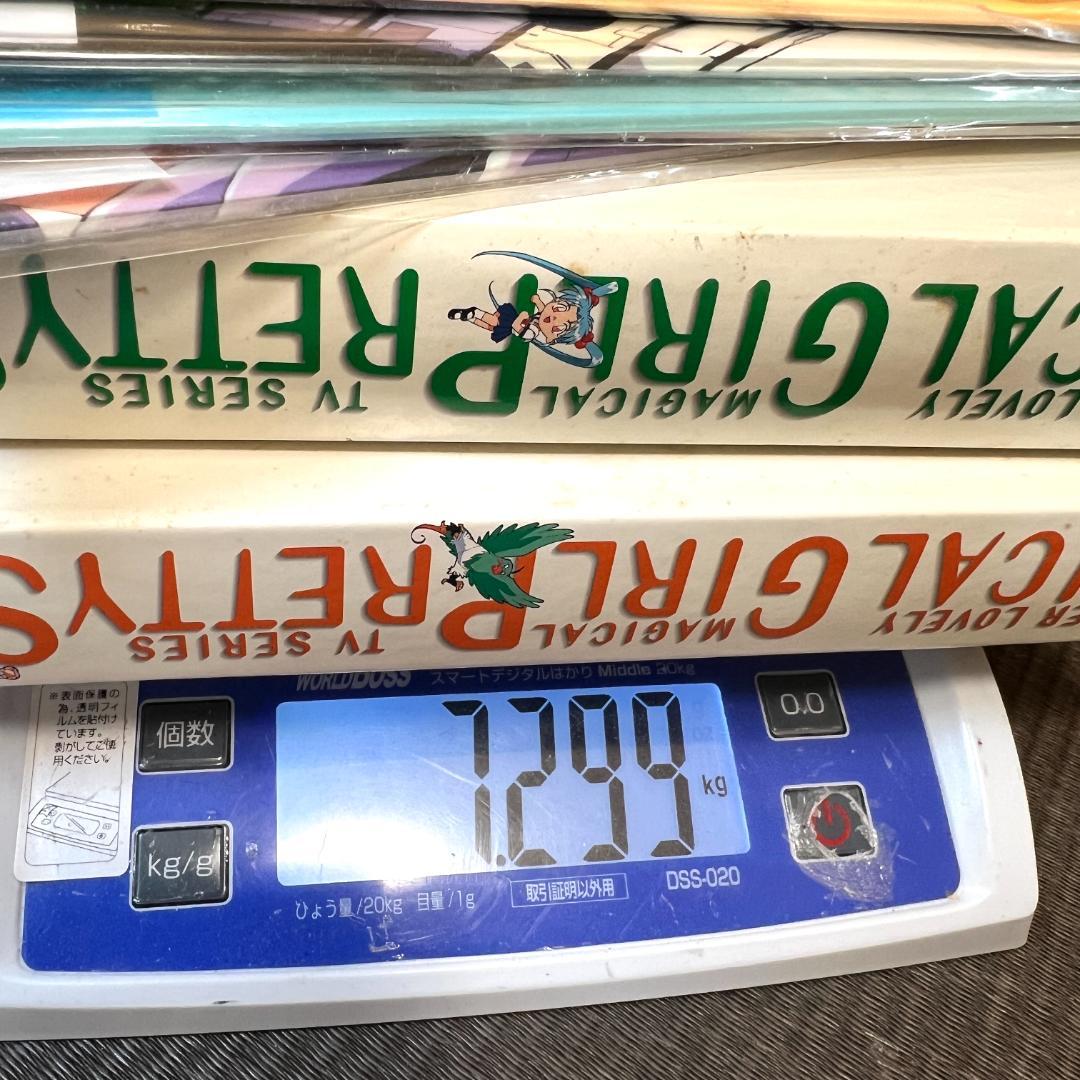 CAL GIRL PRETTY
LOVELY MAGICAL TV SERIES
ICAL GIRL PRETTYS
ER LOVELY MAGICAL TV SERIES
WORLDBOSS スマートデジタルはかり Middle 20kg
※表面保護の
為、透明フィ
ルムを貼付け
ています。
剥がしてご使
用ください。
個数
0.0
7.299 kg
kg/g
ひょう量/20kg 目量/1g
取引証明以外用
DSS-020